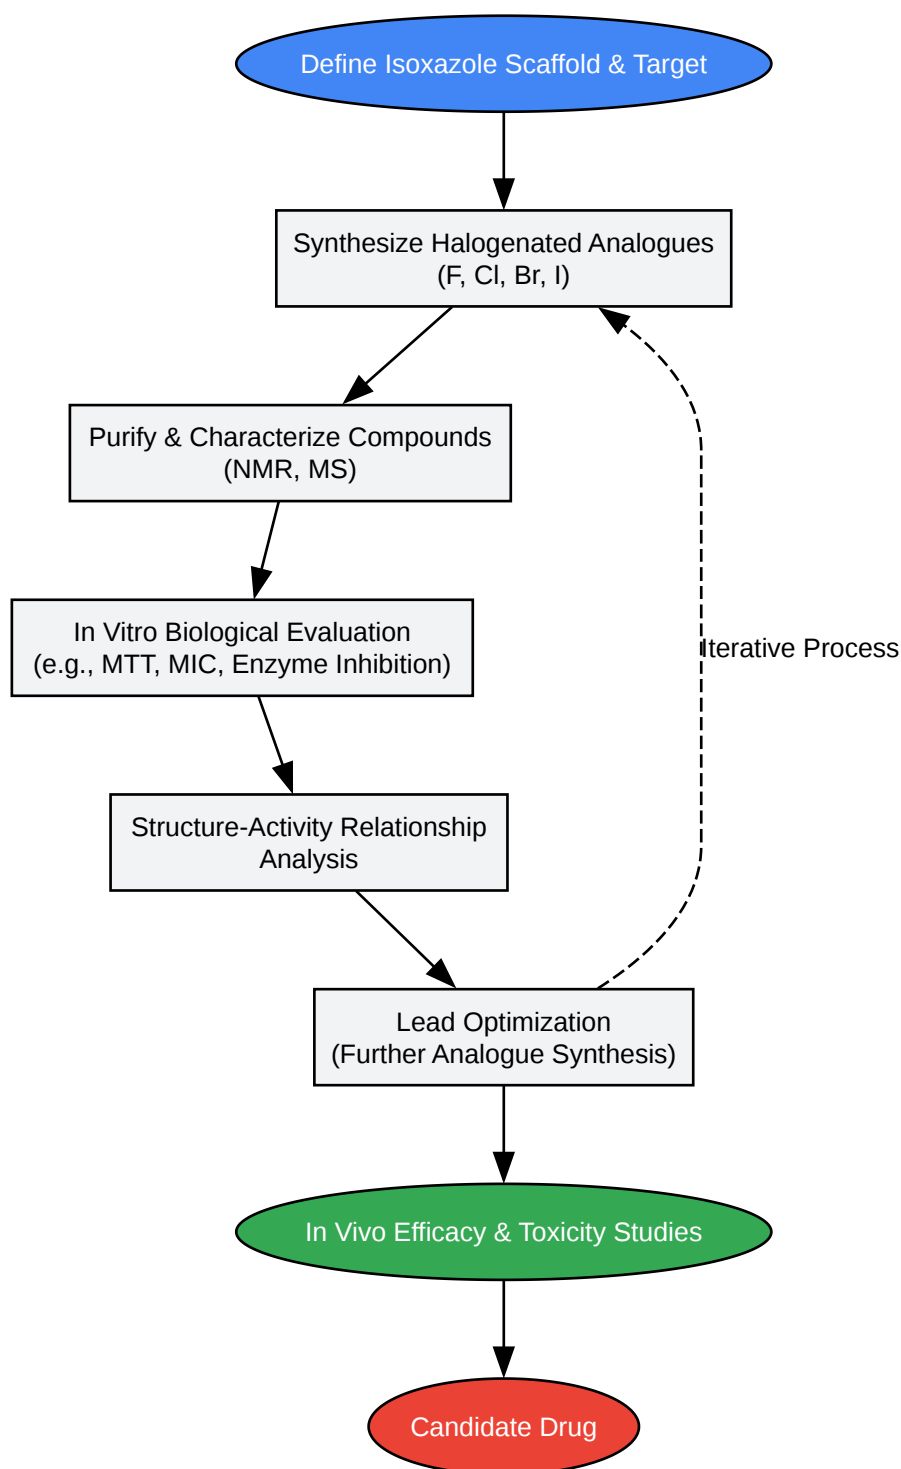 Define Isoxazole Scaffold & Target
Synthesize Halogenated Analogues
(F, Cl, Br, I)
Purify & Characterize Compounds
(NMR, MS)
In Vitro Biological Evaluation
(e.g., MTT, MIC, Enzyme Inhibition)
Iterative Process
Structure-Activity Relationship
Analysis
Lead Optimization
(Further Analogue Synthesis)
In Vivo Efficacy & Toxicity Studies
Candidate Drug